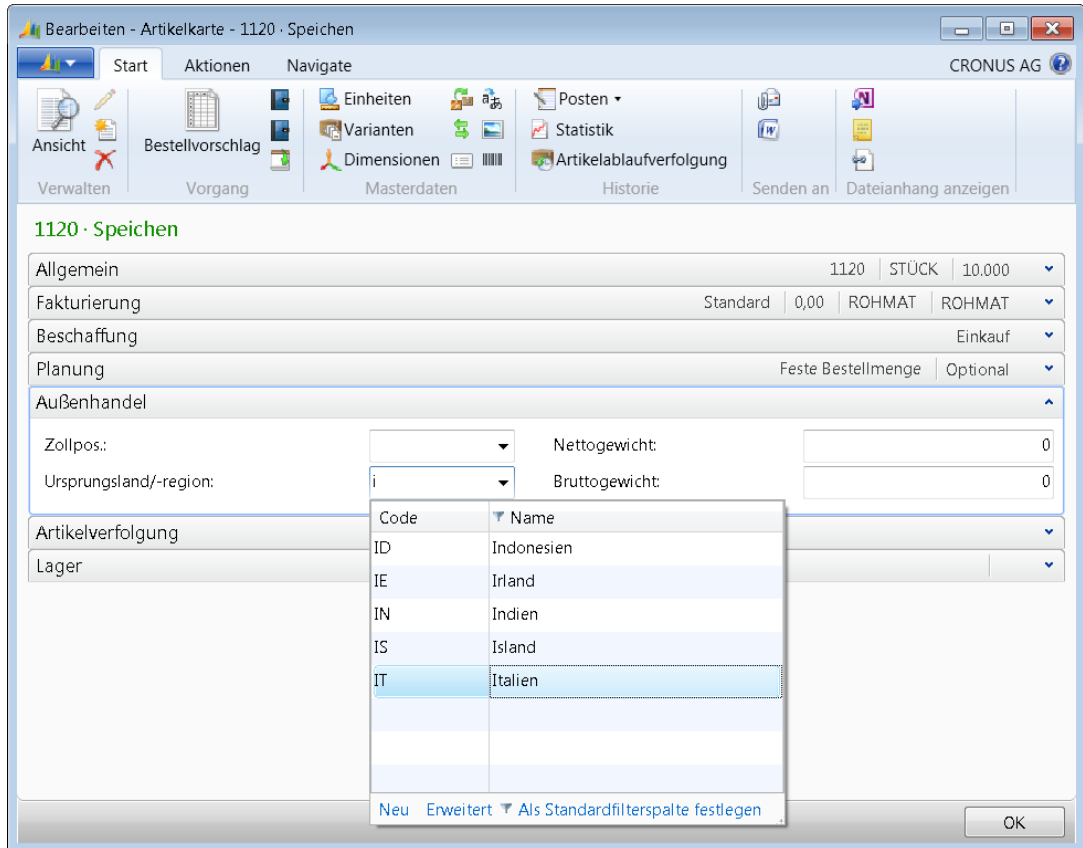 Bearbeiten - Artikelkarte - 1120 · Speichen
Start Aktionen Navigate CRONUS AG
Ansicht
Bestellvorschlag
Einheiten
Varianten
Dimensionen
Posten
Statistik
Artikelablaufverfolgung
Verwalten Vorgang Masterdaten Historie Senden an Dateianhang anzeigen
1120 · Speichen
Allgemein 1120 STÜCK 10.000
Fakturierung Standard 0,00 ROHMAT ROHMAT
Beschaffung Einkauf
Planung Feste Bestellmenge Optional
Außenhandel
Zollpos.: Nettogewicht: 0
Ursprungsland/-region: i Bruttogewicht: 0
Code Name
Artikelverfolgung
ID Indonesien
Lager
IE Irland
IN Indien
IS Island
IT Italien
Neu Erweitert Als Standardfilterspalte festlegen
OK